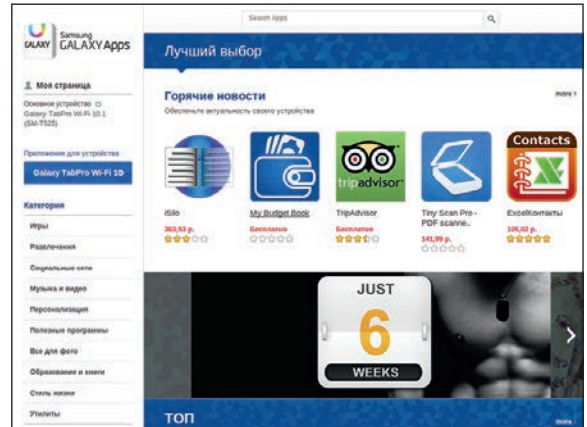 Search Apps
GALAXY
Samsung
GALAXY Apps
Лучший выбор
Моя страница
Основное устройство
Galaxy TabPro Wi-Fi 10.1
(SM-T525)
Приложения для устройства
Galaxy TabPro Wi-Fi 10
Категория
Игры
Развлечения
Социальные сети
Музыка и видео
Персонализация
Полезные программы
Все для фото
Образование и книги
Стиль жизни
Утилиты
Горячие новости
more ›
Обеспечьте актуальность своего устройства
tripadvisor
Contacts
iSilo
363,53 р.
My Budget Book
Бесплатно
TripAdvisor
Бесплатно
Tiny Scan Pro -
PDF scanne..
141,99 р.
ExcelКонтакты
105,02 р.
JUST
6
WEEKS
ТОП
more ›